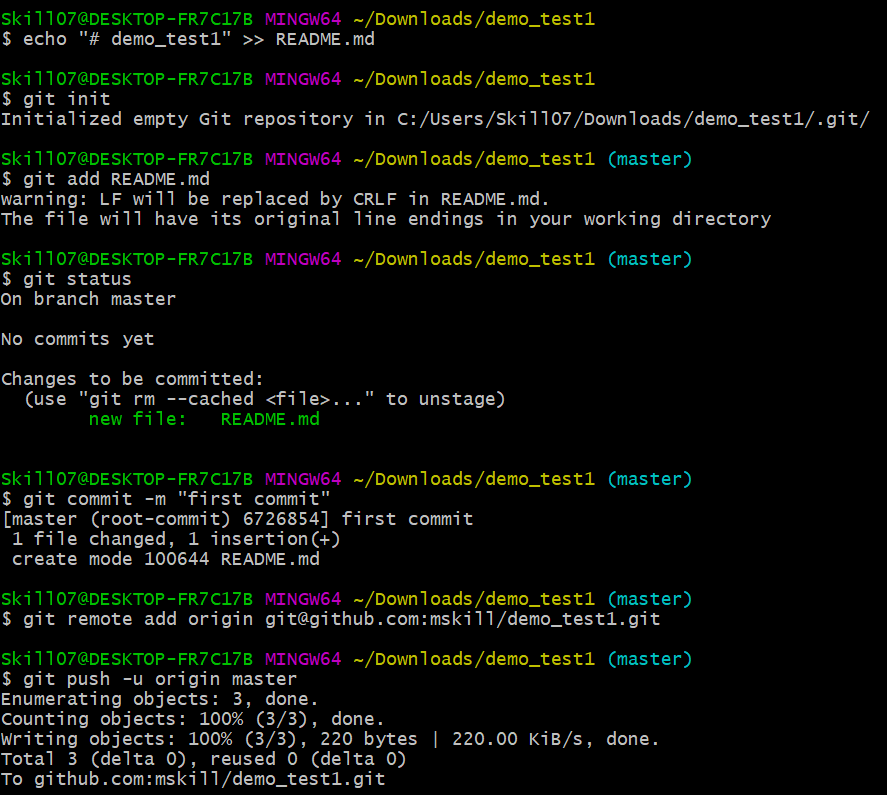 Skill07@DESKTOP-FR7C17B MINGW64 ~/Downloads/demo_test1
$ echo "# demo_test1" >> README.md
Skill07@DESKTOP-FR7C17B MINGW64 ~/Downloads/demo_test1
$ git init
Initialized empty Git repository in C:/Users/Skill07/Downloads/demo_test1/.git/
Skill07@DESKTOP-FR7C17B MINGW64 ~/Downloads/demo_test1 (master)
$ git add README.md
warning: LF will be replaced by CRLF in README.md.
The file will have its original line endings in your working directory
Skill07@DESKTOP-FR7C17B MINGW64 ~/Downloads/demo_test1 (master)
$ git status
On branch master
No commits yet
Changes to be committed:
  (use "git rm --cached <file>..." to unstage)
        new file:   README.md
Skill07@DESKTOP-FR7C17B MINGW64 ~/Downloads/demo_test1 (master)
$ git commit -m "first commit"
[master (root-commit) 6726854] first commit
 1 file changed, 1 insertion(+)
 create mode 100644 README.md
Skill07@DESKTOP-FR7C17B MINGW64 ~/Downloads/demo_test1 (master)
$ git remote add origin git@github.com:mskill/demo_test1.git
Skill07@DESKTOP-FR7C17B MINGW64 ~/Downloads/demo_test1 (master)
$ git push -u origin master
Enumerating objects: 3, done.
Counting objects: 100% (3/3), done.
Writing objects: 100% (3/3), 220 bytes | 220.00 KiB/s, done.
Total 3 (delta 0), reused 0 (delta 0)
To github.com:mskill/demo_test1.git